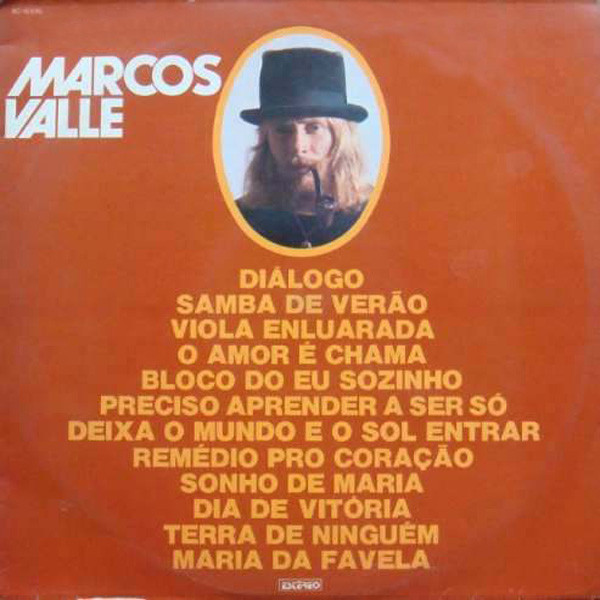 MARCOS
VALLE
DIÁLOGO
SAMBA DE VERÃO
VIOLA ENLUARADA
O AMOR É CHAMA
BLOCO DO EU SOZINHO
PRECISO APRENDER A SER SÓ
DEIXA O MUNDO E O SOL ENTRAR
REMÉDIO PRO CORAÇÃO
SONHO DE MARIA
DIA DE VITÓRIA
TERRA DE NINGUÉM
MARIA DA FAVELA
ESTÉREO